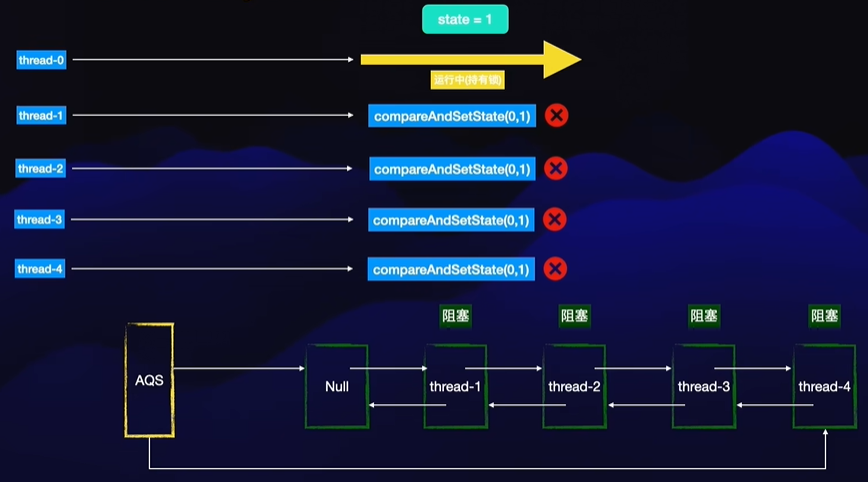 state = 1
thread-0
运行中(持有锁)
thread-1
compareAndSetState(0,1)
thread-2
compareAndSetState(0,1)
thread-3
compareAndSetState(0,1)
thread-4
compareAndSetState(0,1)
阻塞
阻塞
阻塞
阻塞
AQS
Null
thread-1
thread-2
thread-3
thread-4